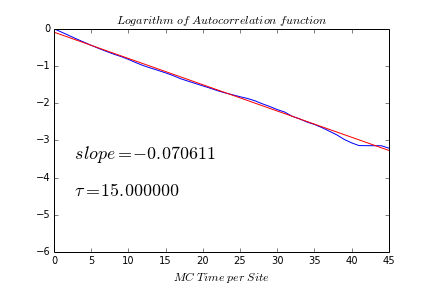 Logarithm of Autocorrelation function
0
−1
−2
−3
−4
−5
−6
slope=−0.070611
τ=15.000000
0 5 10 15 20 25 30 35 40 45
MC Time per Site